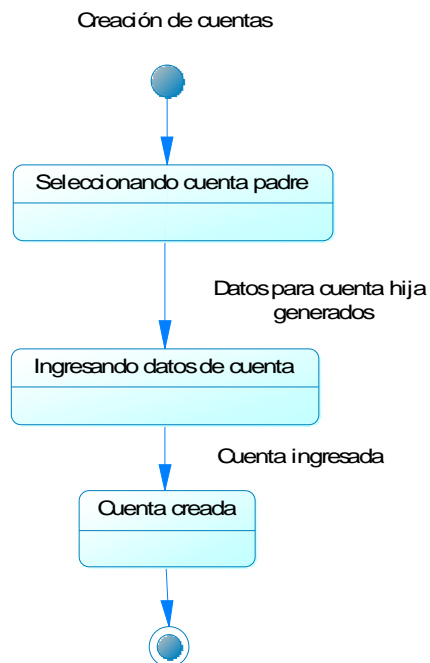 Creación de cuentas
Seleccionando cuenta padre
Datos para cuenta hija
generados
Ingresando datos de cuenta
Cuenta ingresada
Cuenta creada